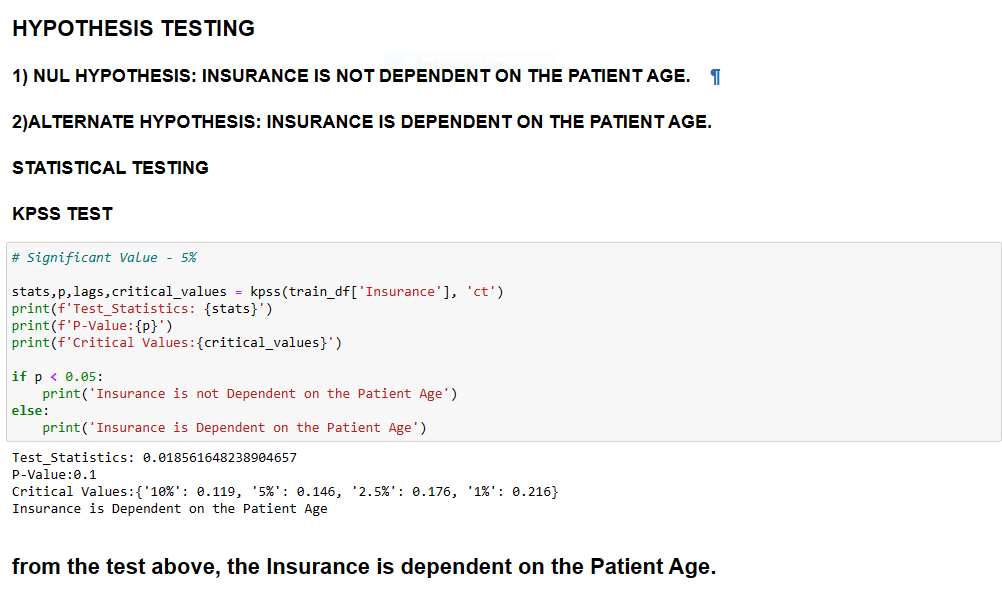 HYPOTHESIS TESTING
1) NUL HYPOTHESIS: INSURANCE IS NOT DEPENDENT ON THE PATIENT AGE. ¶
2)ALTERNATE HYPOTHESIS: INSURANCE IS DEPENDENT ON THE PATIENT AGE.
STATISTICAL TESTING
KPSS TEST
# Significant Value - 5%
stats,p,lags,critical_values = kpss(train_df['Insurance'], 'ct')
print(f'Test_Statistics: {stats}')
print(f'P-Value:{p}')
print(f'Critical Values:{critical_values}')
if p < 0.05:
    print('Insurance is not Dependent on the Patient Age')
else:
    print('Insurance is Dependent on the Patient Age')
Test_Statistics: 0.018561648238904657
P-Value:0.1
Critical Values:{'10%': 0.119, '5%': 0.146, '2.5%': 0.176, '1%': 0.216}
Insurance is Dependent on the Patient Age
from the test above, the Insurance is dependent on the Patient Age.